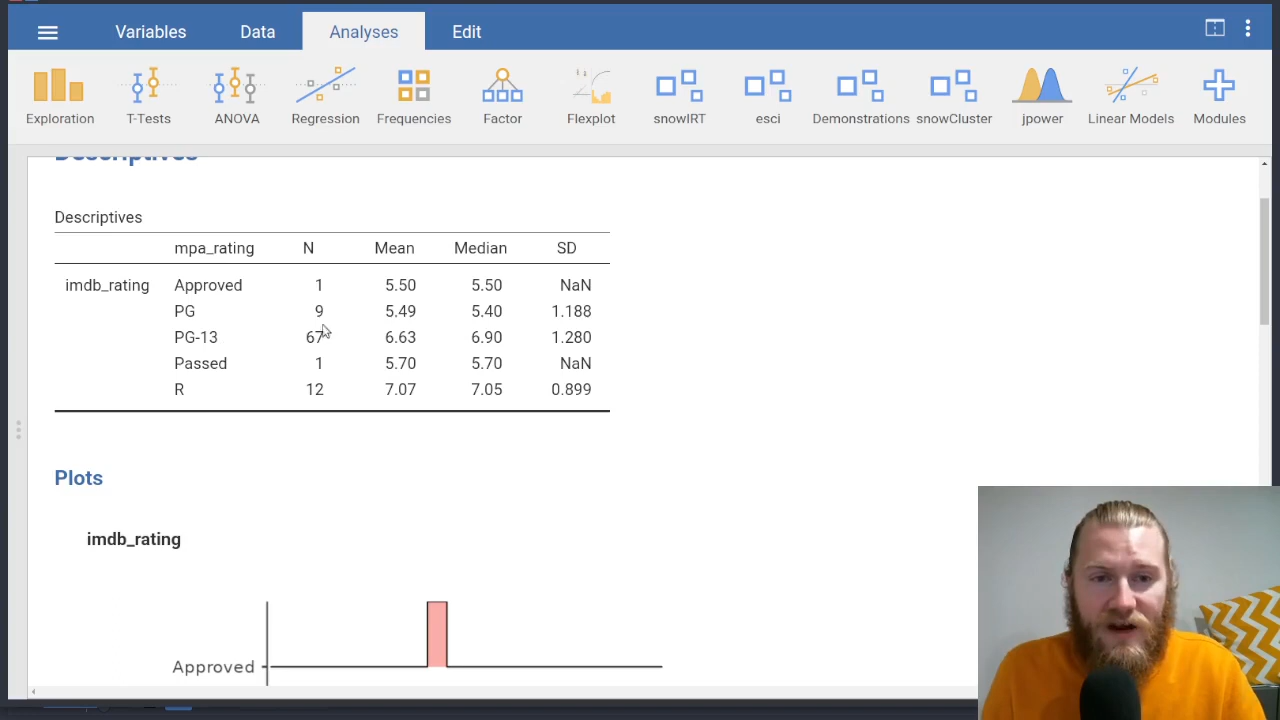 Variables Data Analyses Edit
Exploration T-Tests ANOVA Regression Frequencies Factor Flexplot snowIRT esci Demonstrations snowCluster jpower Linear Models Modules
Descriptives
Descriptives
mpa_rating N Mean Median SD
imdb_rating Approved 1 5.50 5.50 NaN
PG 9 5.49 5.40 1.188
PG-13 67 6.63 6.90 1.280
Passed 1 5.70 5.70 NaN
R 12 7.07 7.05 0.899
Plots
imdb_rating
Approved